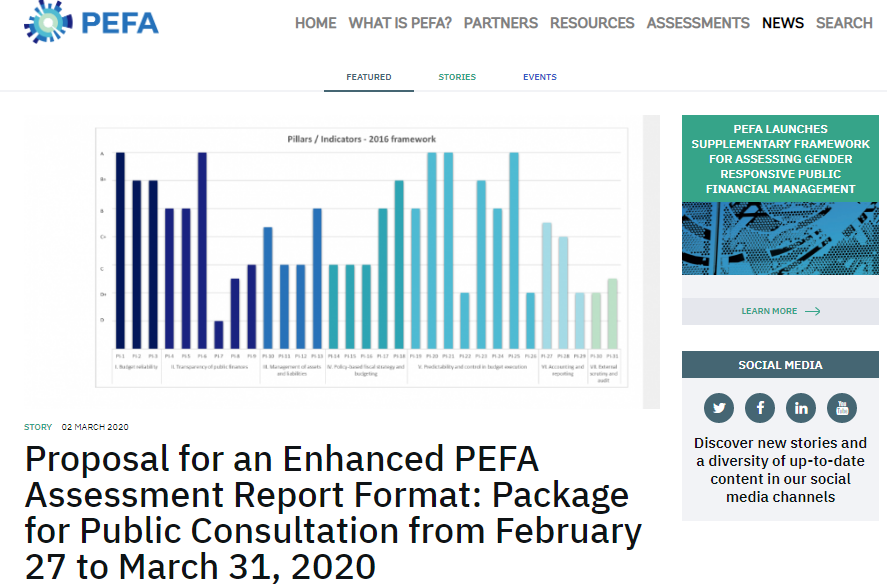 PEFA
HOME WHAT IS PEFA? PARTNERS RESOURCES ASSESSMENTS NEWS SEARCH
FEATURED STORIES EVENTS
Pillars / Indicators - 2016 framework
A
B+
B
C+
C
D+
D
PI.1 PI.2 PI.3 PI.4 PI.5 PI.6 PI.7 PI.8 PI.9 PI.10 PI.11 PI.12 PI.13 PI.14 PI.15 PI.16 PI.17 PI.18 PI.19 PI.20 PI.21 PI.22 PI.23 PI.24 PI.25 PI.26 PI.27 PI.28 PI.29 PI.30 PI.31
I. Budget reliability
II. Transparency of public finances
III. Management of assets
and liabilities
IV. Policy-based fiscal strategy and
budgeting
V. Predictability and control in budget execution
VI. Accounting and
reporting
VII. External
scrutiny and
audit
STORY 02 MARCH 2020
Proposal for an Enhanced PEFA
Assessment Report Format: Package
for Public Consultation from February
27 to March 31, 2020
PEFA LAUNCHES
SUPPLEMENTARY FRAMEWORK
FOR ASSESSING GENDER
RESPONSIVE PUBLIC
FINANCIAL MANAGEMENT
LEARN MORE
SOCIAL MEDIA
You
Tube
Discover new stories and
a diversity of up-to-date
content in our social
media channels